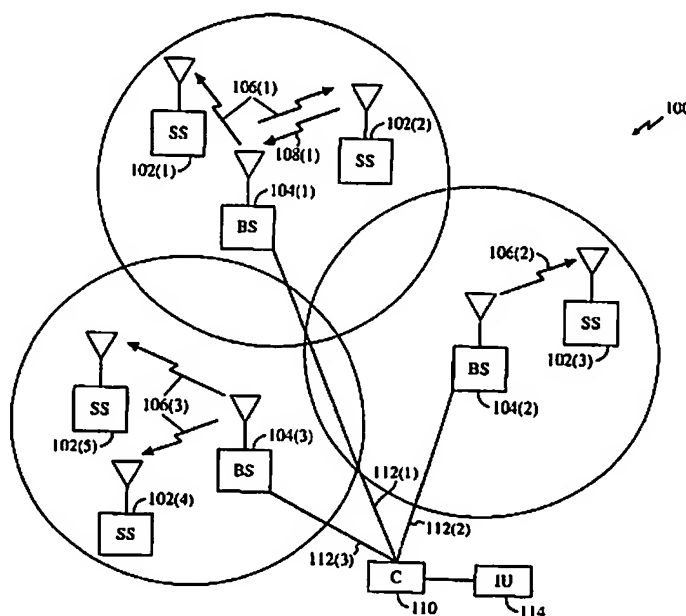 106(1)
100
SS
102(1)
108(1)
SS
102(2)
104(1)
BS
106(2)
SS
102(3)
BS
104(2)
SS
102(5)
106(3)
104(3)
BS
SS
102(4)
112(1)
112(2)
112(3)
C
110
IU
114